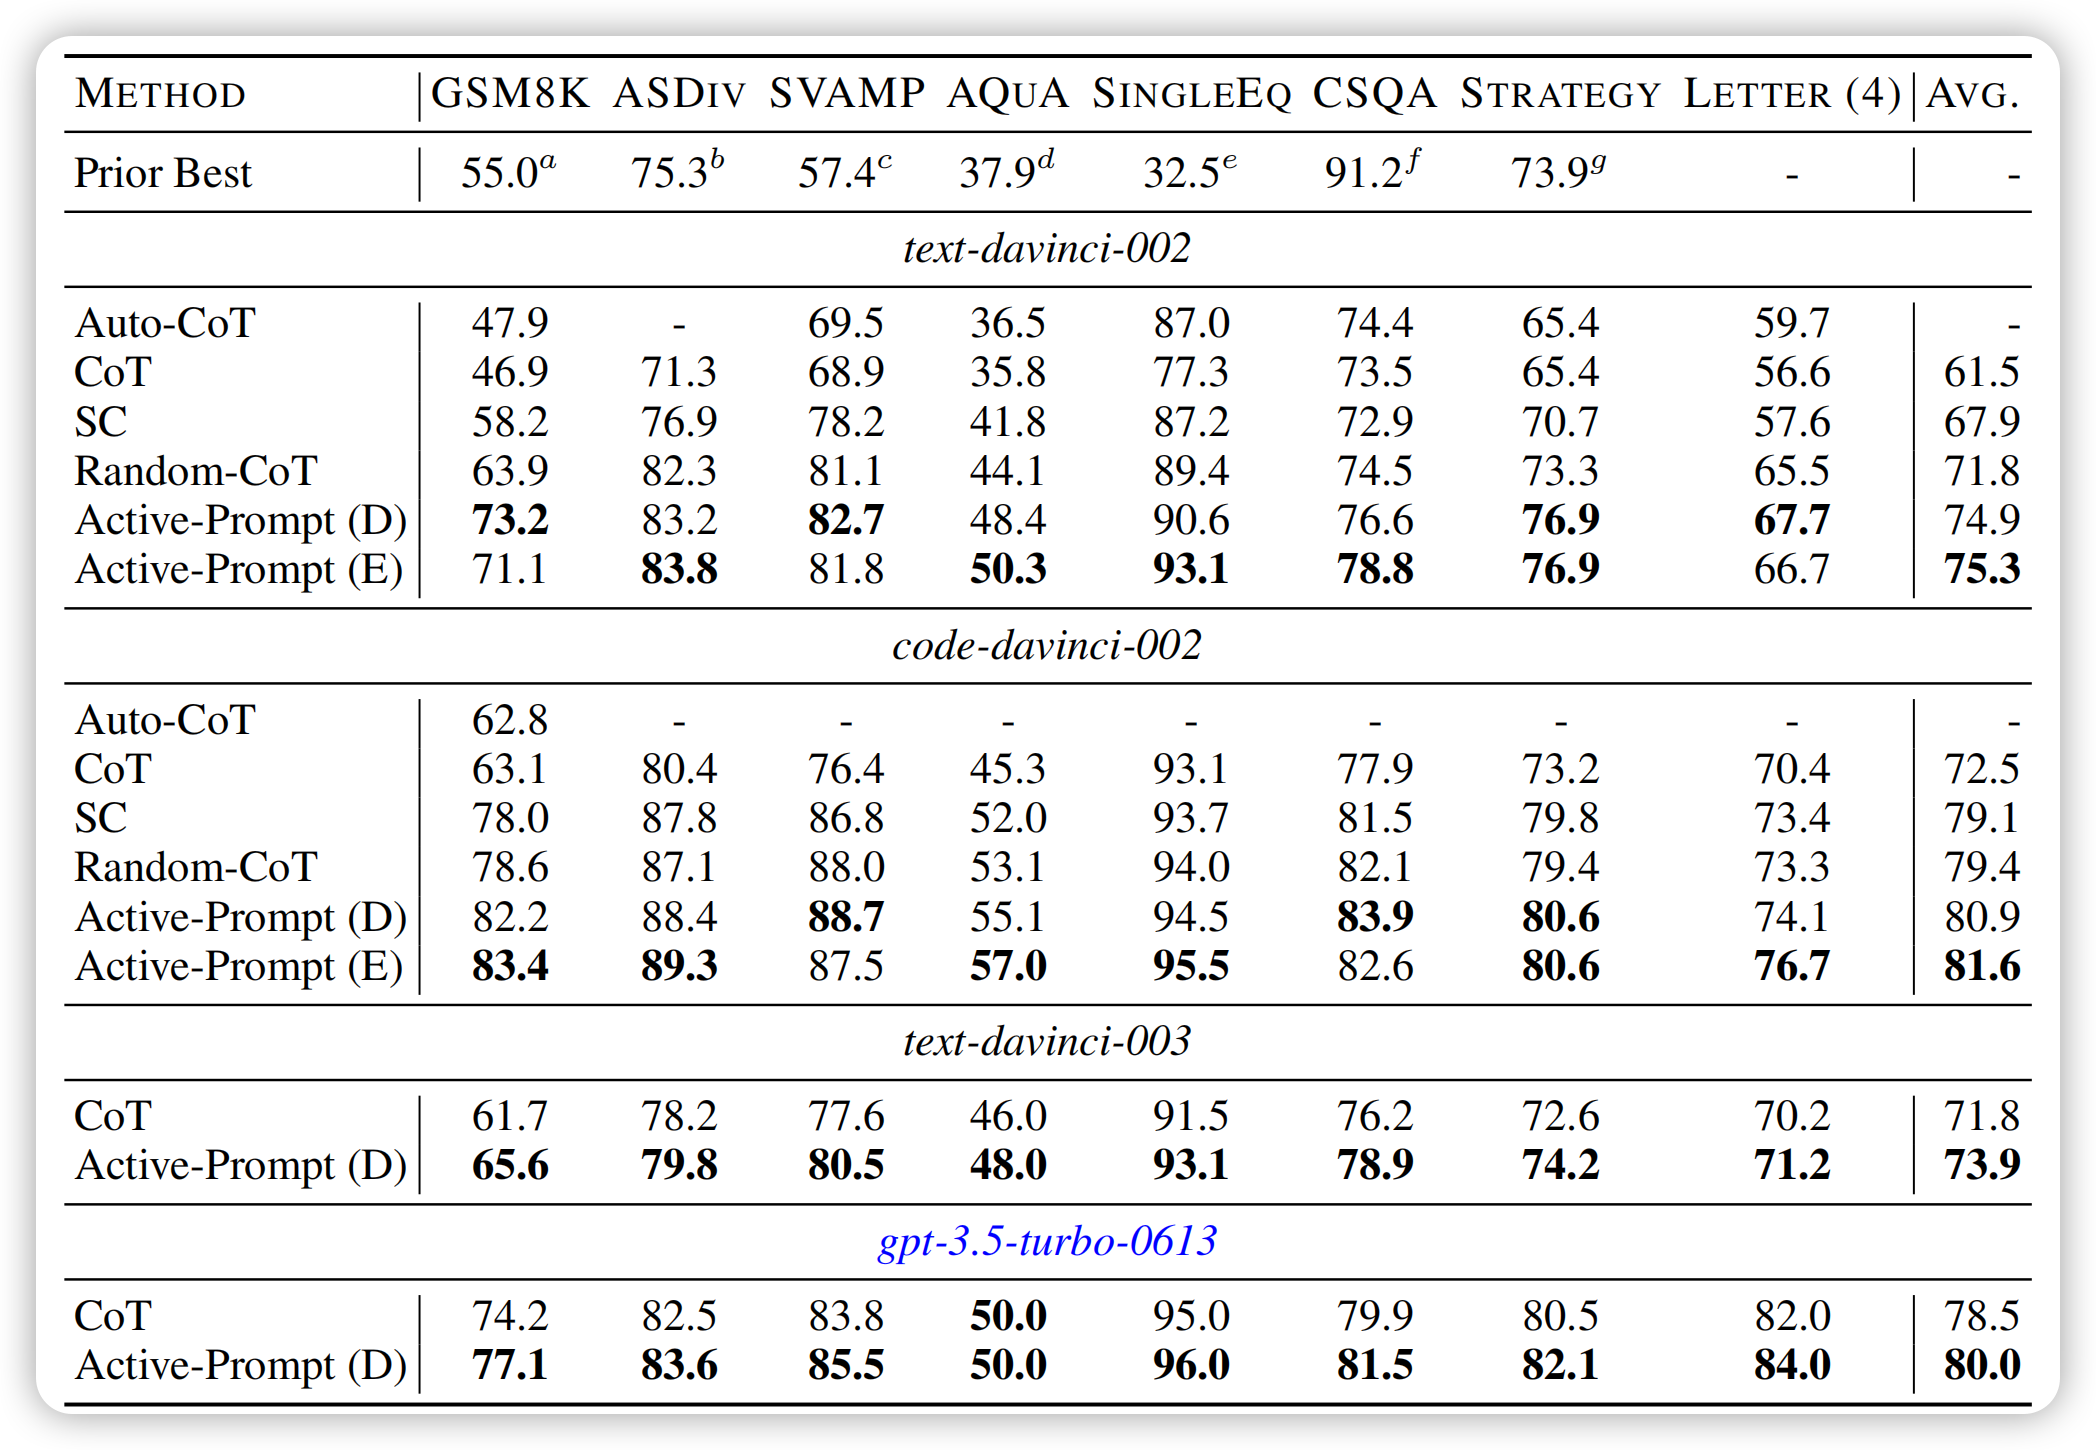 METHOD GSM8K ASDIV SVAMP AQUA SINGLEEQ CSQA STRATEGY LETTER (4) AVG.
Prior Best 55.0a 75.3b 57.4c 37.9d 32.5e 91.2f 73.9g - -
text-davinci-002
Auto-CoT 47.9 - 69.5 36.5 87.0 74.4 65.4 59.7 -
CoT 46.9 71.3 68.9 35.8 77.3 73.5 65.4 56.6 61.5
SC 58.2 76.9 78.2 41.8 87.2 72.9 70.7 57.6 67.9
Random-CoT 63.9 82.3 81.1 44.1 89.4 74.5 73.3 65.5 71.8
Active-Prompt (D) 73.2 83.2 82.7 48.4 90.6 76.6 76.9 67.7 74.9
Active-Prompt (E) 71.1 83.8 81.8 50.3 93.1 78.8 76.9 66.7 75.3
code-davinci-002
Auto-CoT 62.8 - - - - - - - -
CoT 63.1 80.4 76.4 45.3 93.1 77.9 73.2 70.4 72.5
SC 78.0 87.8 86.8 52.0 93.7 81.5 79.8 73.4 79.1
Random-CoT 78.6 87.1 88.0 53.1 94.0 82.1 79.4 73.3 79.4
Active-Prompt (D) 82.2 88.4 88.7 55.1 94.5 83.9 80.6 74.1 80.9
Active-Prompt (E) 83.4 89.3 87.5 57.0 95.5 82.6 80.6 76.7 81.6
text-davinci-003
CoT 61.7 78.2 77.6 46.0 91.5 76.2 72.6 70.2 71.8
Active-Prompt (D) 65.6 79.8 80.5 48.0 93.1 78.9 74.2 71.2 73.9
gpt-3.5-turbo-0613
CoT 74.2 82.5 83.8 50.0 95.0 79.9 80.5 82.0 78.5
Active-Prompt (D) 77.1 83.6 85.5 50.0 96.0 81.5 82.1 84.0 80.0